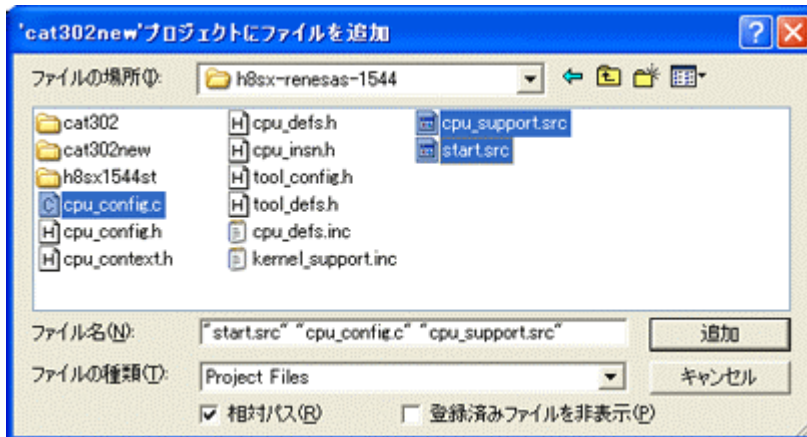 'cat302new'プロジェクトにファイルを追加
ファイルの場所(I):
h8sx-renesas-1544
cat302
cat302new
h8sx1544st
cpu_config.c
cpu_config.h
cpu_context.h
cpu_defs.h
cpu_insn.h
tool_config.h
tool_defs.h
cpu_defs.inc
kernel_support.inc
cpu_support.src
start.src
ファイル名(N):
"start.src" "cpu_config.c" "cpu_support.src"
追加
ファイルの種類(T):
Project Files
キャンセル
相対パス(R)
登録済みファイルを非表示(P)